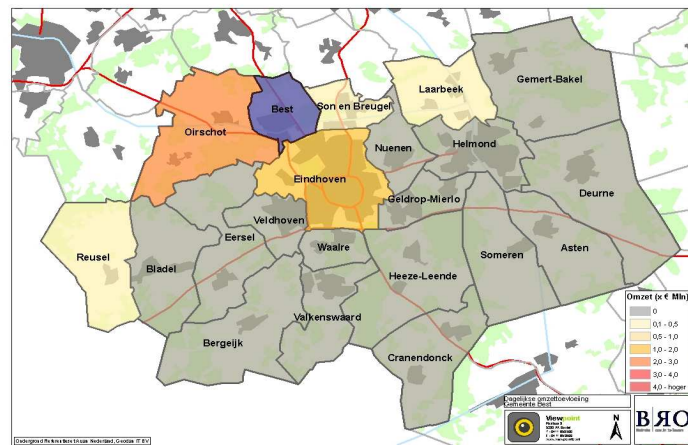 Gemert-Bakel
Laarbeek
Son en Breugel
Best
Oirschot
Nuenen
Helmond
Eindhoven
Deurne
Geldrop-Mierlo
Veldhoven
Eersel
Waalre
Asten
Someren
Reusel
Bladel
Heeze-Leende
Valkenswaard
Bergeijk
Cranendonck
Omzet (x € Mln)
0
0,1 - 0,5
0,5 - 1,0
1,0 - 2,0
2,0 - 3,0
3,0 - 4,0
4,0 - hoger
Dagelijkse omzettoevloeiing
Gemeente Best
Viewpoint
N
BRO